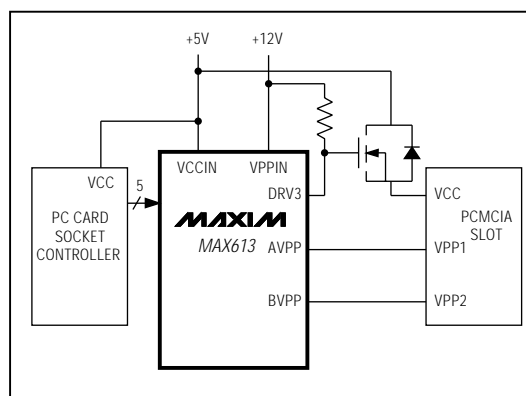 +5V
+12V
VCCIN
VPPIN
VCC
5
DRV3
VCC
PC CARD
SOCKET
CONTROLLER
MAXIM
MAX613
AVPP
BVPP
PCMCIA
SLOT
VPP1
VPP2